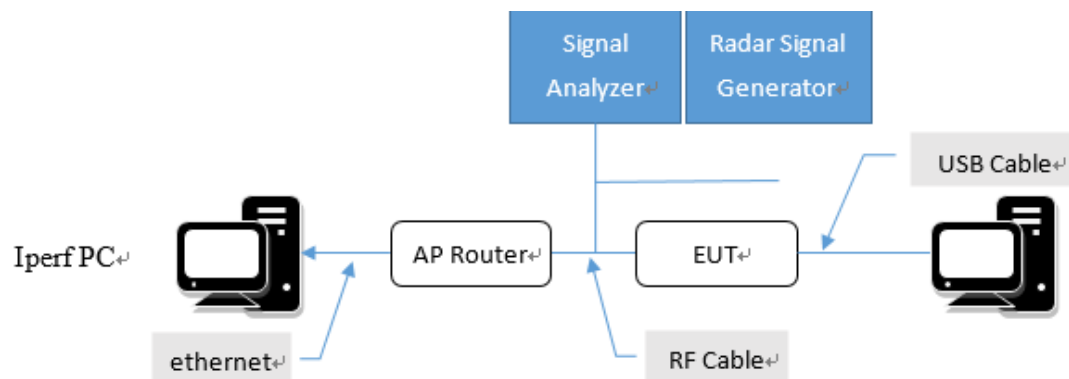 Signal
Analyzer↵
Radar Signal
Generator↵
USB Cable↵
Iperf PC↵
AP Router↵
EUT↵
ethernet↵
RF Cable↵